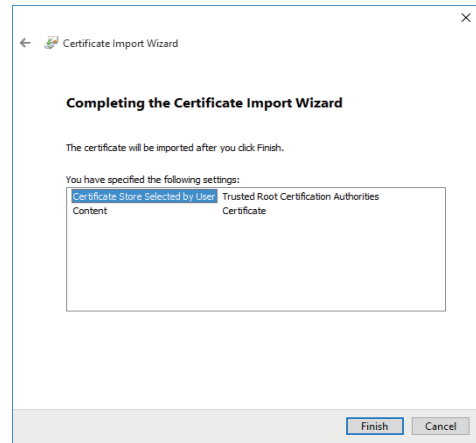 Certificate Import Wizard
Completing the Certificate Import Wizard
The certificate will be imported after you click Finish.
You have specified the following settings:
Certificate Store Selected by User Trusted Root Certification Authorities
Content Certificate
Finish Cancel